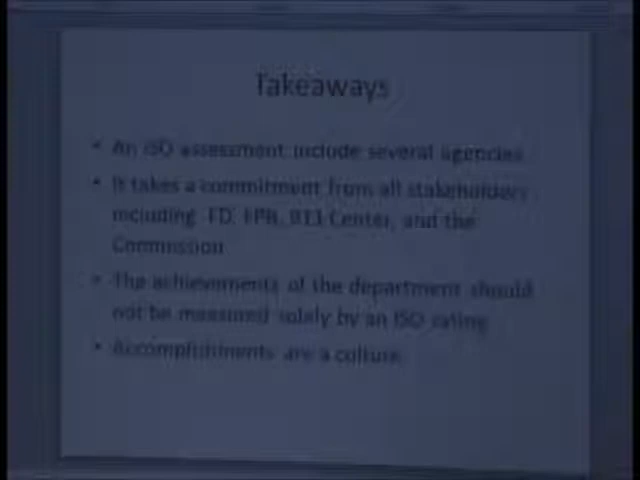 Takeaways
• An ISO assessment include several agencies
• It takes a commitment from all stakeholders
including FD, EPB, 911 Center, and the
Commission
• The achievements of the department should
not be measured solely by an ISO rating
• Accomplishments are a culture